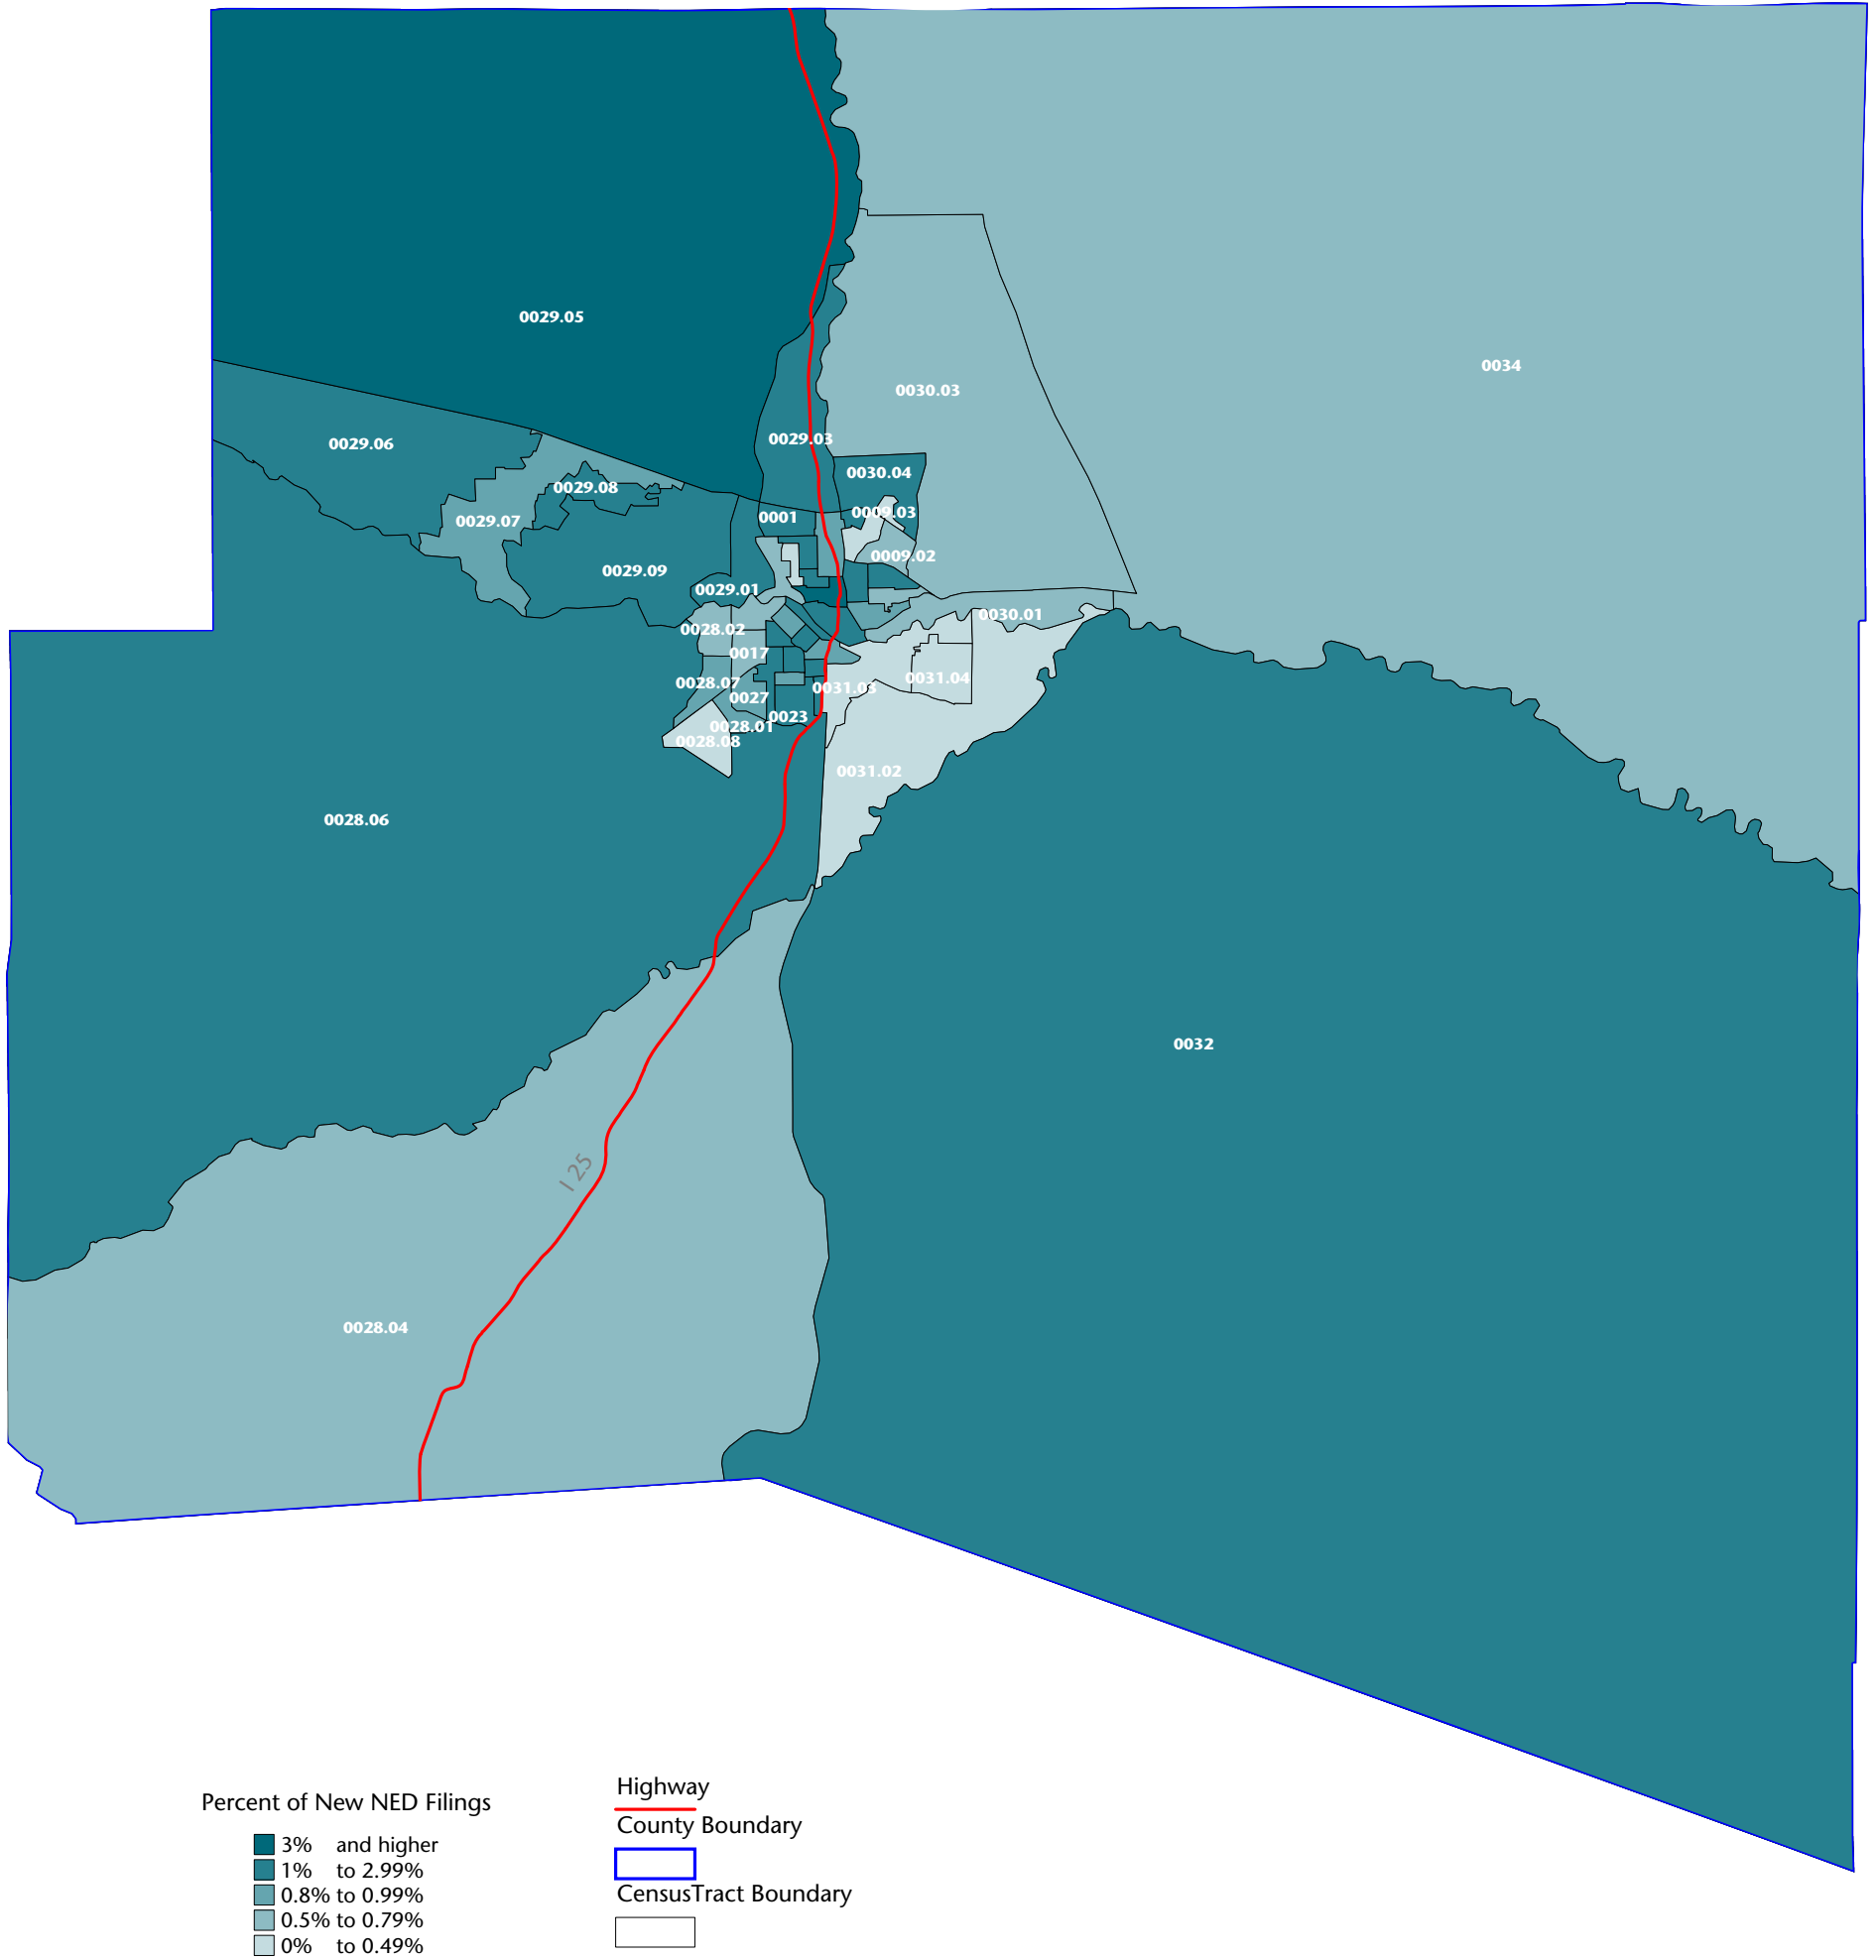 0029.05
0034
0030.03
0029.03
0029.06
0030.04
0029.08
0009.03
0001
0029.07
0009.02
0029.09
0029.01
0030.01
0028.02
0017
0031.04
0028.07
0031.03
0027
0023
0028.01
0028.08
0031.02
0028.06
0032
I 25
0028.04
Percent of New NED Filings
3% and higher
1% to 2.99%
0.8% to 0.99%
0.5% to 0.79%
0% to 0.49%
Highway
County Boundary
CensusTract Boundary